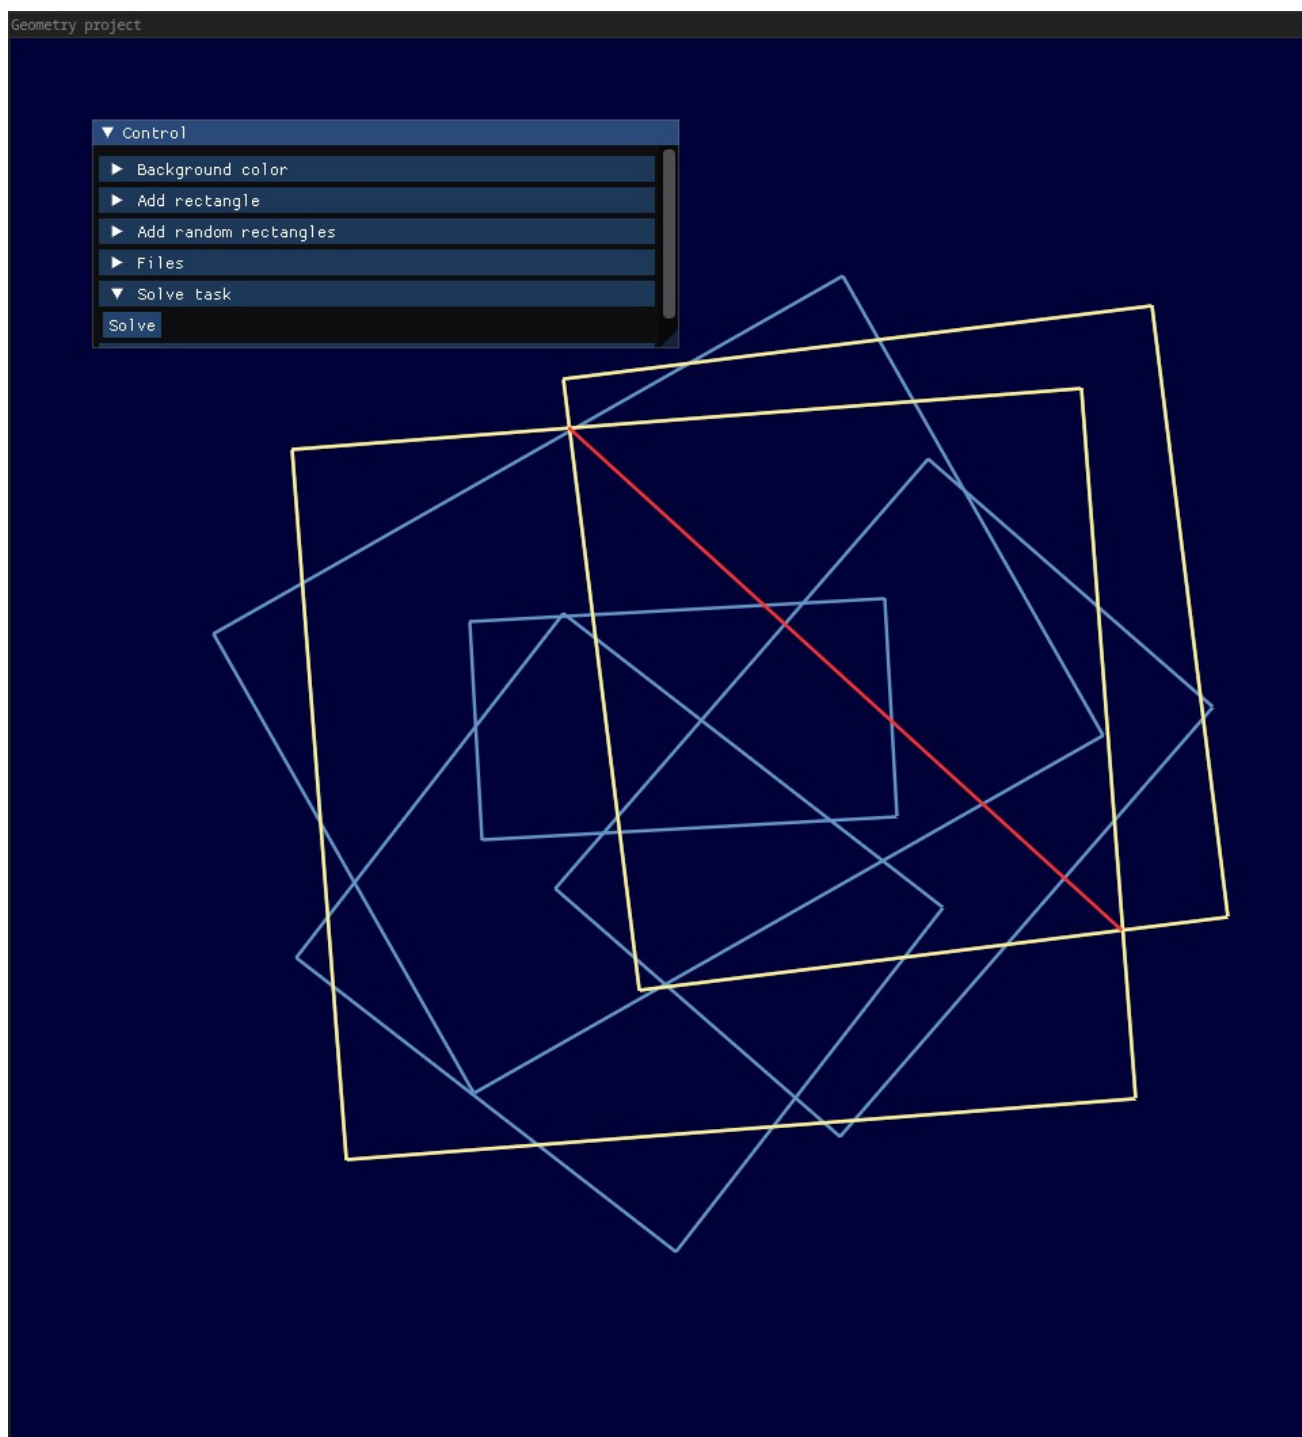 Geometry project
Control
Background color
Add rectangle
Add random rectangles
Files
Solve task
Solve